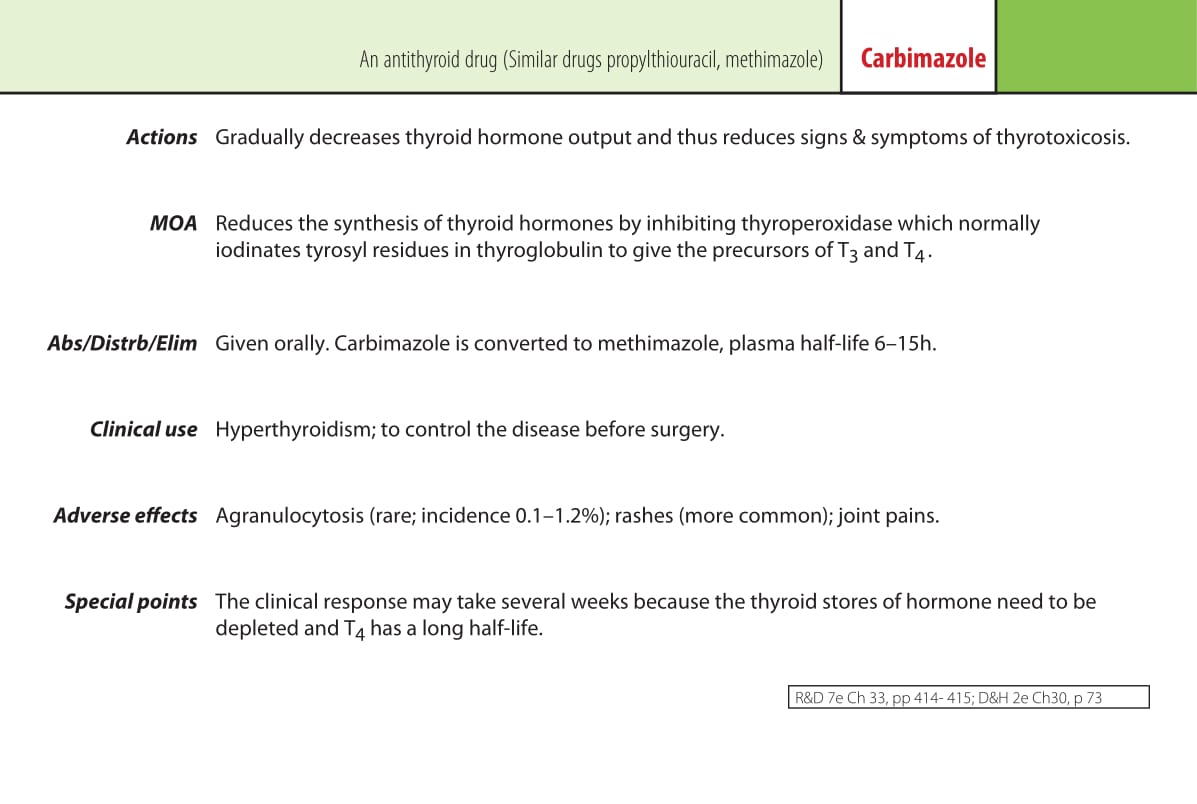 An antithyroid drug (Similar drugs propylthiouracil, methimazole) Carbimazole
Actions Gradually decreases thyroid hormone output and thus reduces signs & symptoms of thyrotoxicosis.
MOA Reduces the synthesis of thyroid hormones by inhibiting thyroperoxidase which normally
iodinates tyrosyl residues in thyroglobulin to give the precursors of T3 and T4.
Abs/Distrb/Elim Given orally. Carbimazole is converted to methimazole, plasma half-life 6–15h.
Clinical use Hyperthyroidism; to control the disease before surgery.
Adverse effects Agranulocytosis (rare; incidence 0.1–1.2%); rashes (more common); joint pains.
Special points The clinical response may take several weeks because the thyroid stores of hormone need to be
depleted and T4 has a long half-life.
R&D 7e Ch 33, pp 414- 415; D&H 2e Ch30, p 73